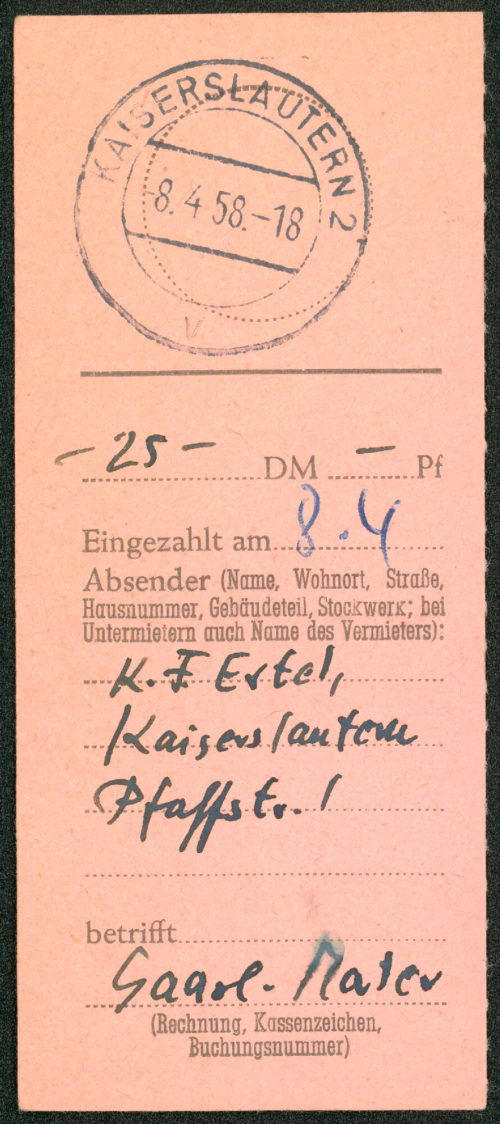 KAISERSLAUTERN 2
-8.4 58.-18
v
- 25 - DM - Pf
Eingezahlt am 8.4
Absender (Name, Wohnort, Straße,
Hausnummer, Gebäudeteil, Stockwerk; bei
Untermietern auch Name des Vermieters):
K. F Ertel,
Kaiserslautern
Pfaffstr. 1
betrifft
Saarl. Maler
(Rechnung, Kassenzeichen,
Buchungsnummer)